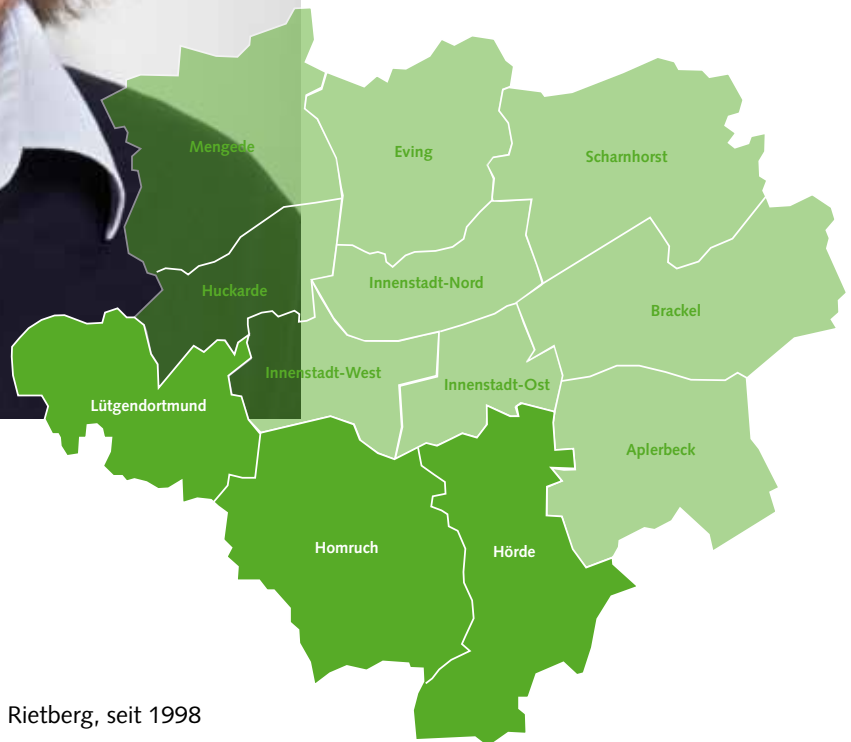 Mengede
Eving
Scharnhorst
Huckarde
Innenstadt-Nord
Brackel
Innenstadt-West
Innenstadt-Ost
Lütgendortmund
Aplerbeck
Homruch
Hörde
Rietberg, seit 1998